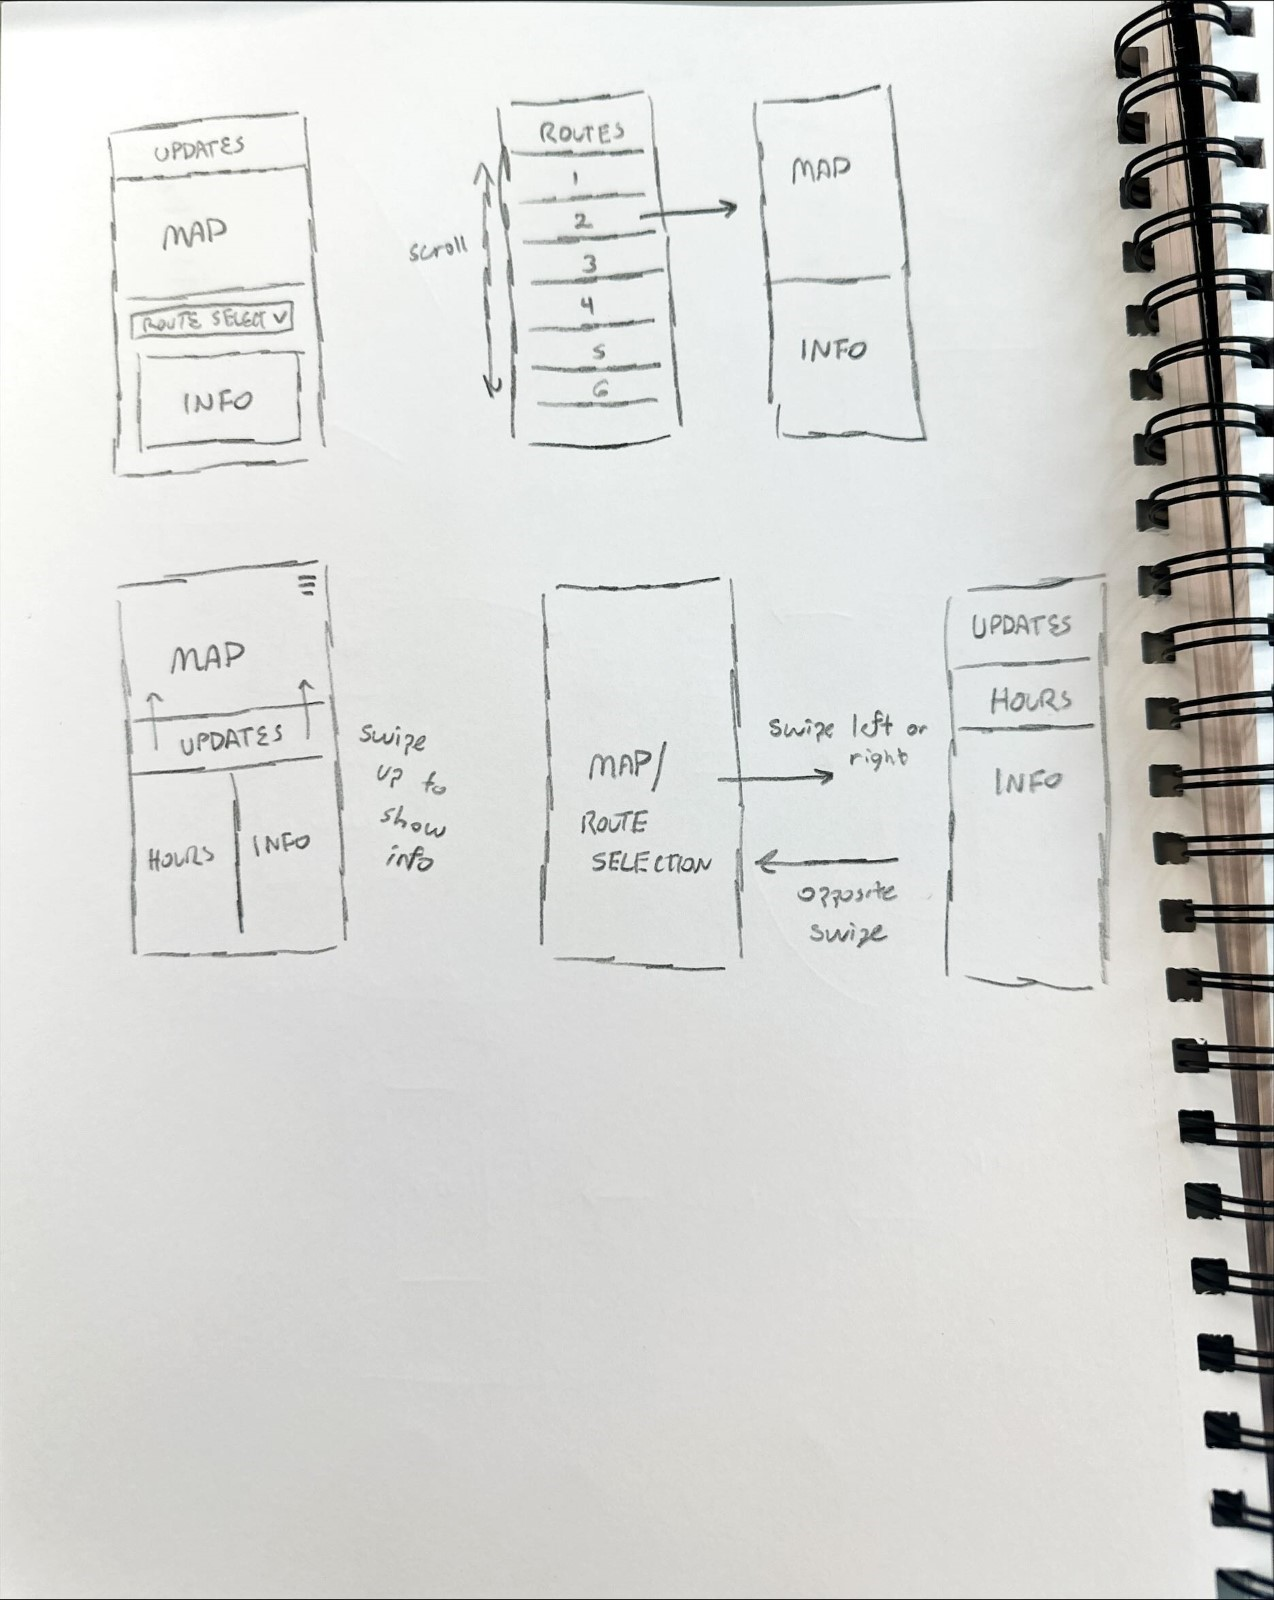 UPDATES
MAP
ROUTE SELECT
INFO
ROUTES
1
2
3
4
5
6
scroll
MAP
INFO
MAP
UPDATES
HOURS
INFO
swipe
up to
show
info
MAP/
ROUTE
SELECTION
swipe left or
right
opposite
swipe
UPDATES
HOURS
INFO